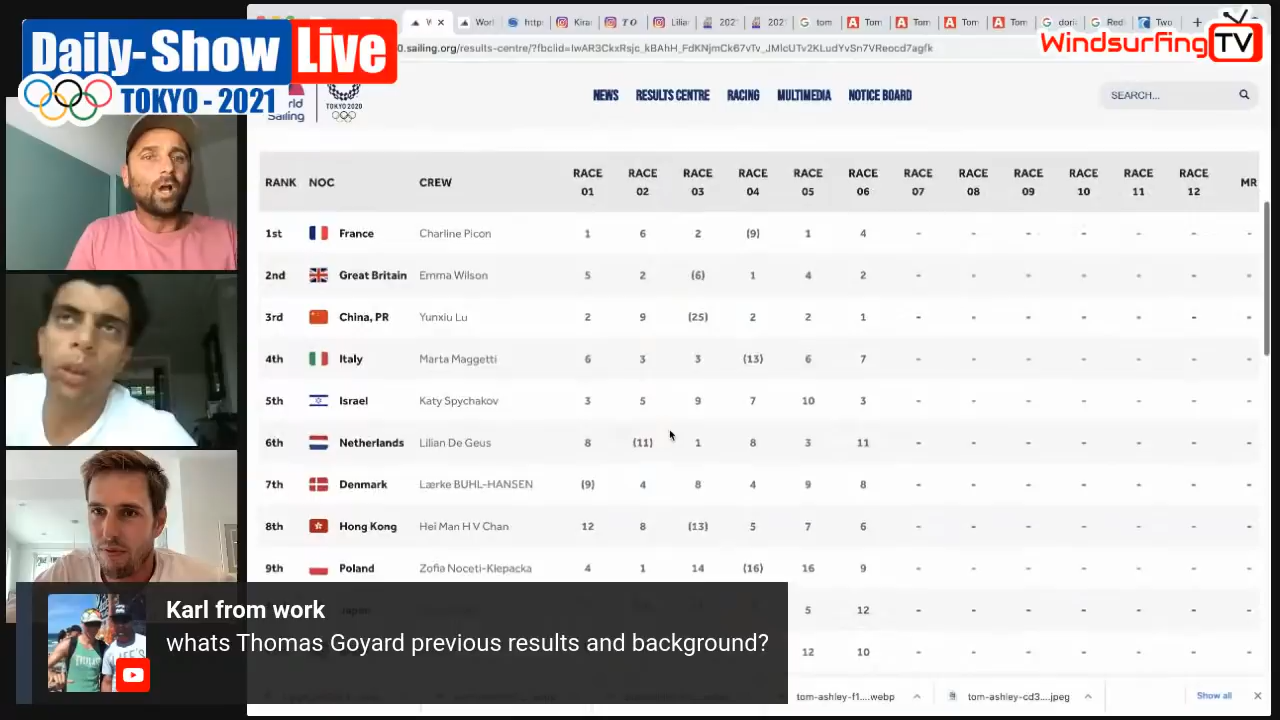 Daily-Show Live
TOKYO - 2021
WindsurfingTV
0.sailing.org/results-centre/?fbclid=IwAR3CkxRsjc_kBAhH_FdKNjmCk67vTv_JMlcUTv2KLudYvSn7VReocd7agfk
World Sailing
TOKYO 2020
NEWS RESULTS CENTRE RACING MULTIMEDIA NOTICE BOARD SEARCH...
RANK NOC CREW RACE 01 RACE 02 RACE 03 RACE 04 RACE 05 RACE 06 RACE 07 RACE 08 RACE 09 RACE 10 RACE 11 RACE 12 MR
1st France Charline Picon 1 6 2 (9) 1 4 - - - - - - -
2nd Great Britain Emma Wilson 5 2 (6) 1 4 2 - - - - - - -
3rd China, PR Yunxiu Lu 2 9 (25) 2 2 1 - - - - - - -
4th Italy Marta Maggetti 6 3 3 (13) 6 7 - - - - - - -
5th Israel Katy Spychakov 3 5 9 7 10 3 - - - - - - -
6th Netherlands Lilian De Geus 8 (11) 1 8 3 11 - - - - - - -
7th Denmark Lærke BUHL-HANSEN (9) 4 8 4 9 8 - - - - - - -
8th Hong Kong Hei Man H V Chan 12 8 (13) 5 7 6 - - - - - - -
9th Poland Zofia Noceti-Klepacka 4 1 14 (16) 16 9 - - - - - - -
5 12 - - - - - - -
12 10 - - - - - - -
Karl from work
whats Thomas Goyard previous results and background?
tom-ashley-f1....webp tom-ashley-cd3....jpeg Show all